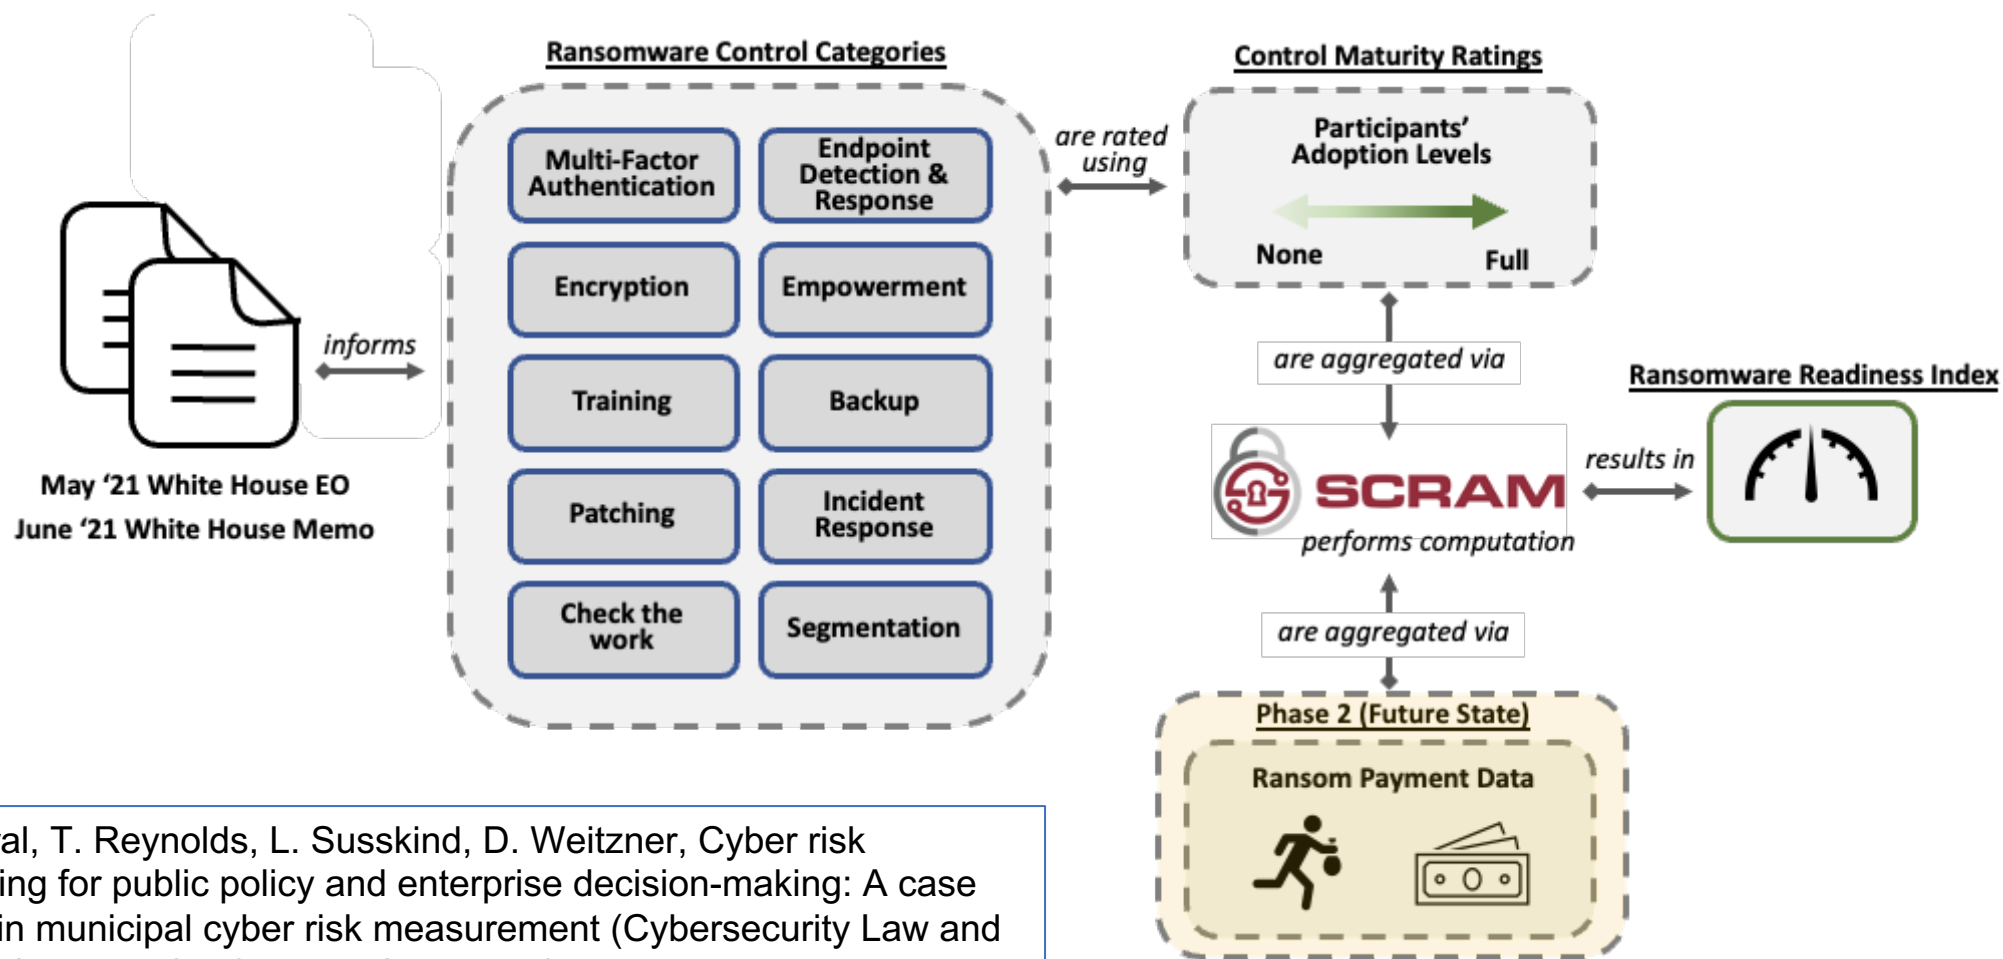 Ransomware Control Categories
Multi-Factor
Authentication
Endpoint
Detection &
Response
Encryption
Empowerment
Training
Backup
Patching
Incident
Response
Check the
work
Segmentation
informs
May ‘21 White House EO
June ‘21 White House Memo
are rated
using
Control Maturity Ratings
Participants’
Adoption Levels
None
Full
are aggregated via
SCRAM
performs computation
results in
Ransomware Readiness Index
are aggregated via
Phase 2 (Future State)
Ransom Payment Data
al, T. Reynolds, L. Susskind, D. Weitzner, Cyber risk
ing for public policy and enterprise decision-making: A case
in municipal cyber risk measurement (Cybersecurity Law and